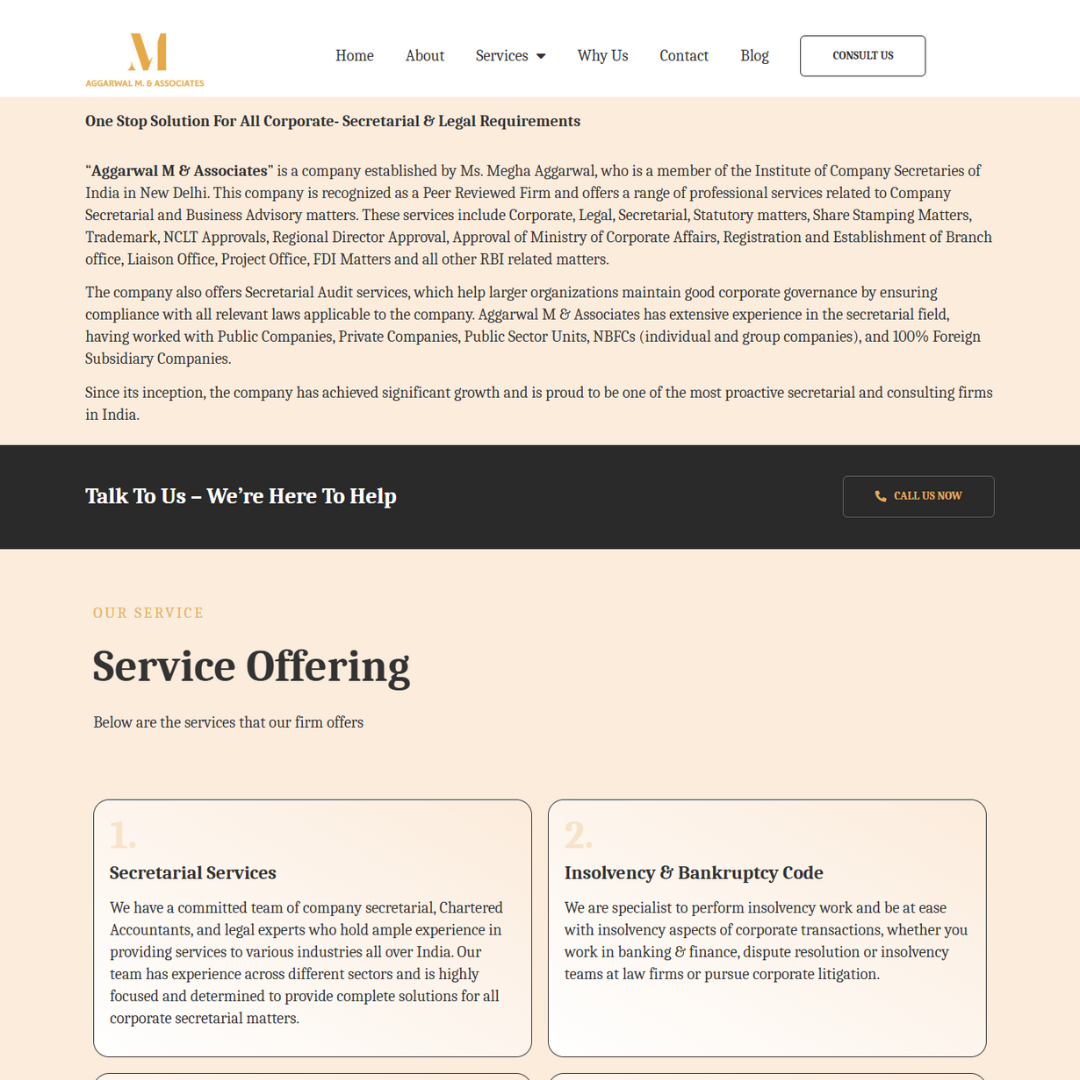 M
AGGARWAL M. & ASSOCIATES
Home About Services Why Us Contact Blog CONSULT US
One Stop Solution For All Corporate- Secretarial & Legal Requirements
“Aggarwal M & Associates” is a company established by Ms. Megha Aggarwal, who is a member of the Institute of Company Secretaries of
India in New Delhi. This company is recognized as a Peer Reviewed Firm and offers a range of professional services related to Company
Secretarial and Business Advisory matters. These services include Corporate, Legal, Secretarial, Statutory matters, Share Stamping Matters,
Trademark, NCLT Approvals, Regional Director Approval, Approval of Ministry of Corporate Affairs, Registration and Establishment of Branch
office, Liaison Office, Project Office, FDI Matters and all other RBI related matters.
The company also offers Secretarial Audit services, which help larger organizations maintain good corporate governance by ensuring
compliance with all relevant laws applicable to the company. Aggarwal M & Associates has extensive experience in the secretarial field,
having worked with Public Companies, Private Companies, Public Sector Units, NBFCs (individual and group companies), and 100% Foreign
Subsidiary Companies.
Since its inception, the company has achieved significant growth and is proud to be one of the most proactive secretarial and consulting firms
in India.
Talk To Us – We’re Here To Help
CALL US NOW
OUR SERVICE
Service Offering
Below are the services that our firm offers
1.
Secretarial Services
We have a committed team of company secretarial, Chartered
Accountants, and legal experts who hold ample experience in
providing services to various industries all over India. Our
team has experience across different sectors and is highly
focused and determined to provide complete solutions for all
corporate secretarial matters.
2.
Insolvency & Bankruptcy Code
We are specialist to perform insolvency work and be at ease
with insolvency aspects of corporate transactions, whether you
work in banking & finance, dispute resolution or insolvency
teams at law firms or pursue corporate litigation.